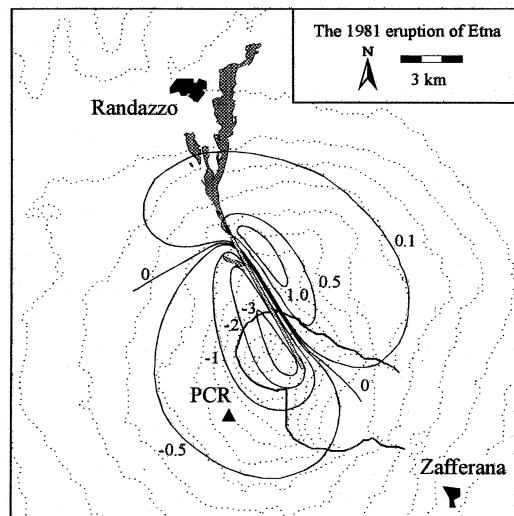 The 1981 eruption of Etna
N
3 km
Randazzo
0.1
0
0.5
1.0
-3
-2
-1
0
PCR
-0.5
Zafferana